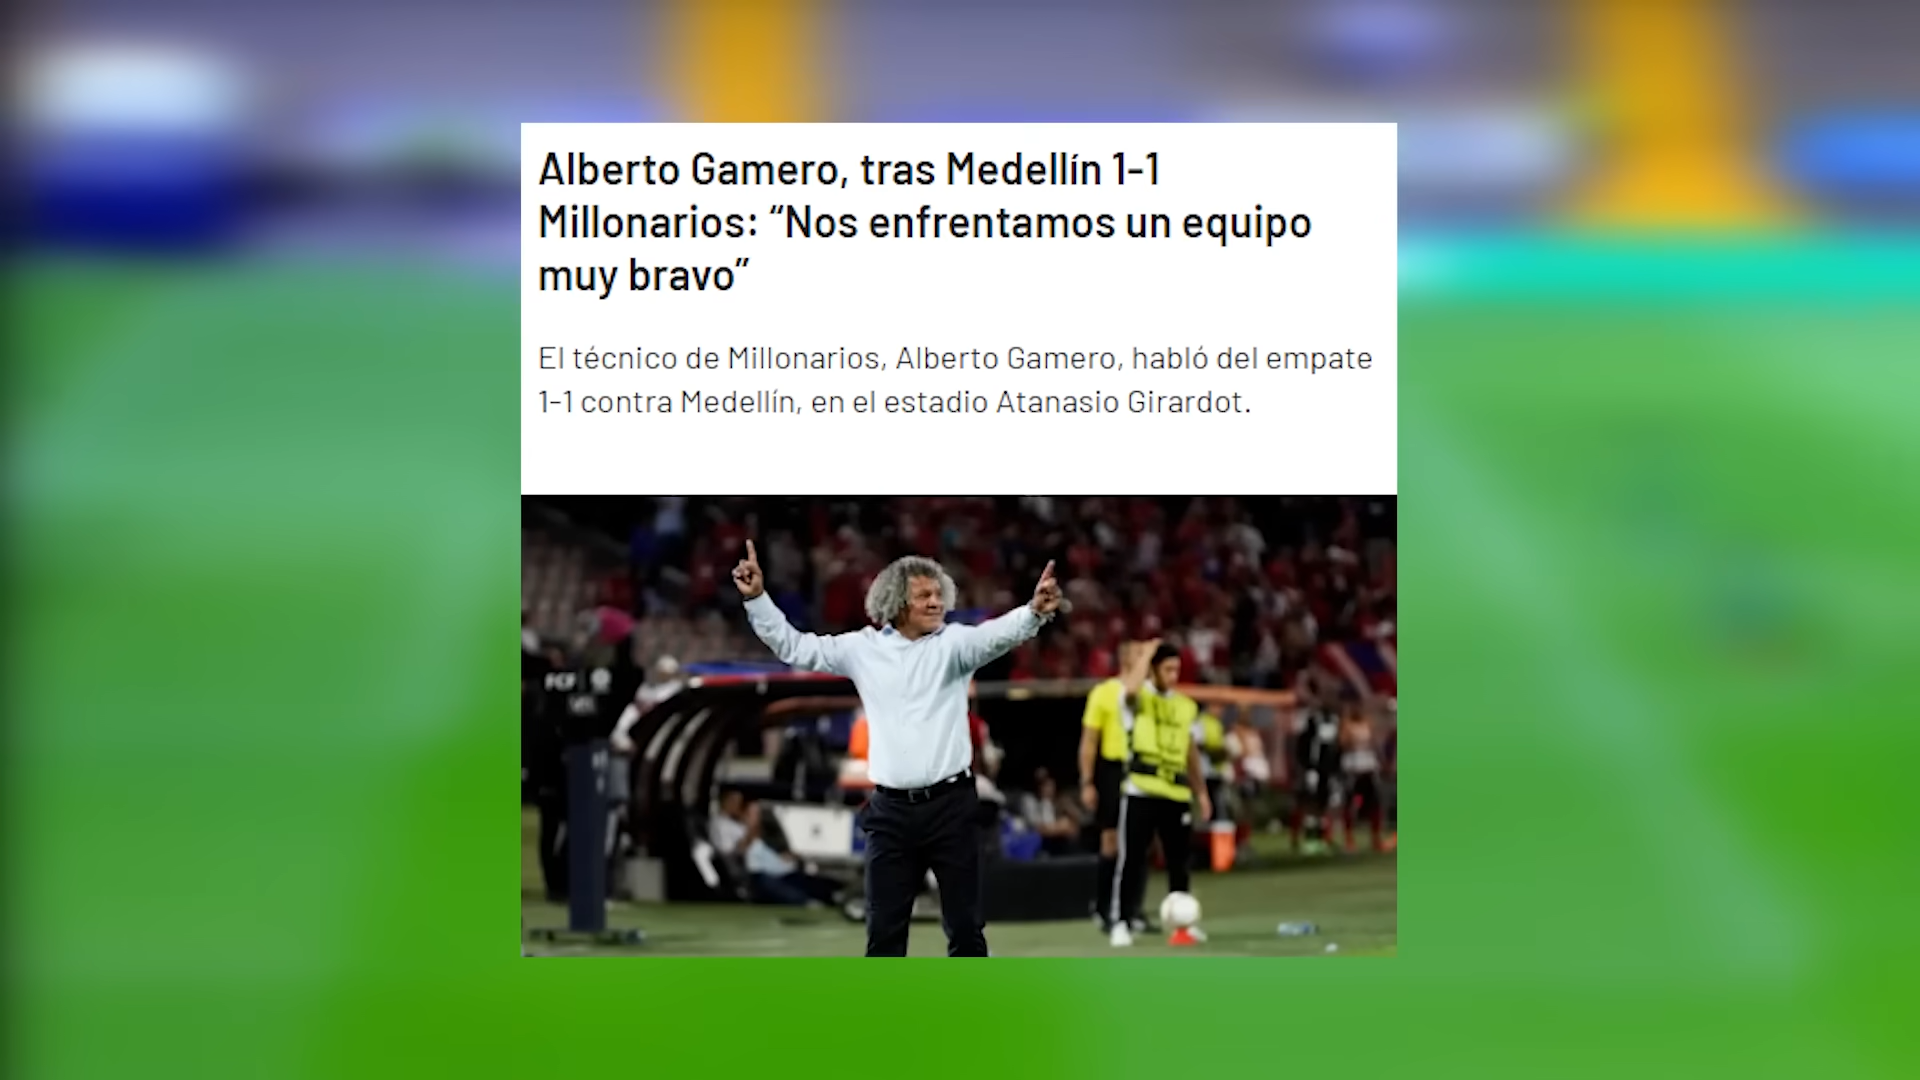 Alberto Gamero, tras Medellín 1-1
Millonarios: “Nos enfrentamos un equipo
muy bravo”
El técnico de Millonarios, Alberto Gamero, habló del empate
1-1 contra Medellín, en el estadio Atanasio Girardot.
FCF